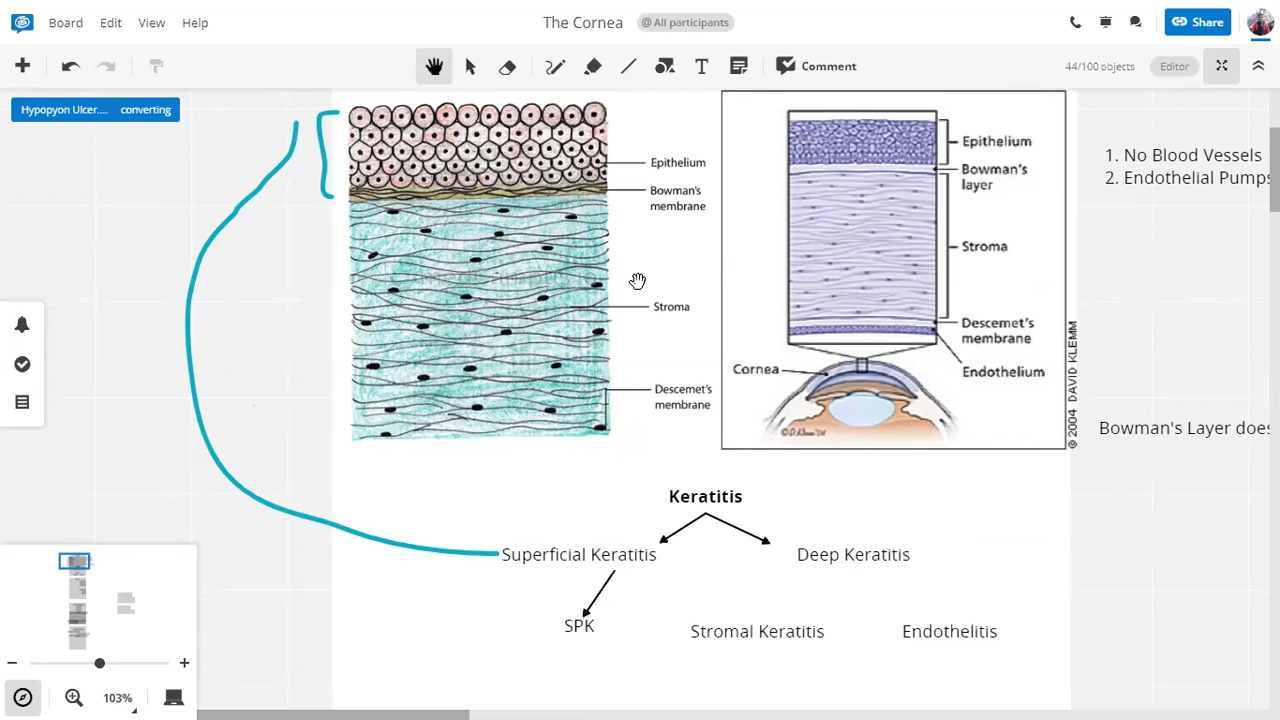 Board Edit View Help
The Cornea
@ All participants
Share
T
Comment
44/100 objects
Editor
Hypopyon Ulcer.... converting
Epithelium
Bowman's
membrane
Stroma
Descemet's
membrane
Epithelium
Bowman's
layer
Stroma
Descemet's
membrane
Endothelium
Cornea
© 2004 DAVID KLEMM
1. No Blood Vessels
2. Endothelial Pumps
Bowman's Layer does
Keratitis
Superficial Keratitis
Deep Keratitis
SPK
Stromal Keratitis
Endothelitis
103%